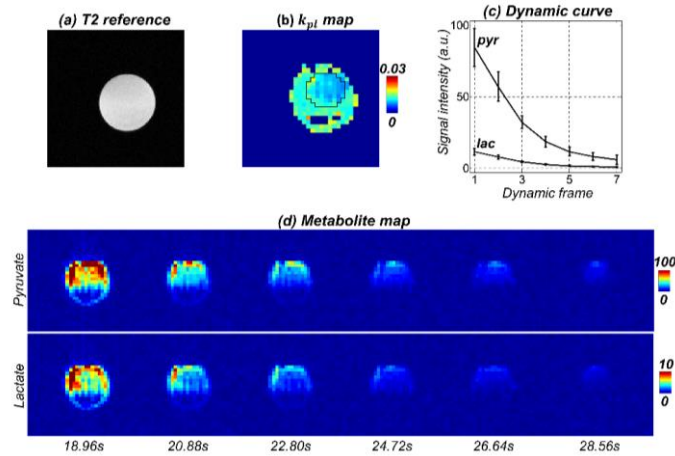 (a) T2 reference
(b) kpl map
0.03
0
(c) Dynamic curve
Signal intensity (a.u.)
100
50
0
pyr
lac
1 3 5 7
Dynamic frame
(d) Metabolite map
Pyruvate
100
0
Lactate
10
0
18.96s 20.88s 22.80s 24.72s 26.64s 28.56s